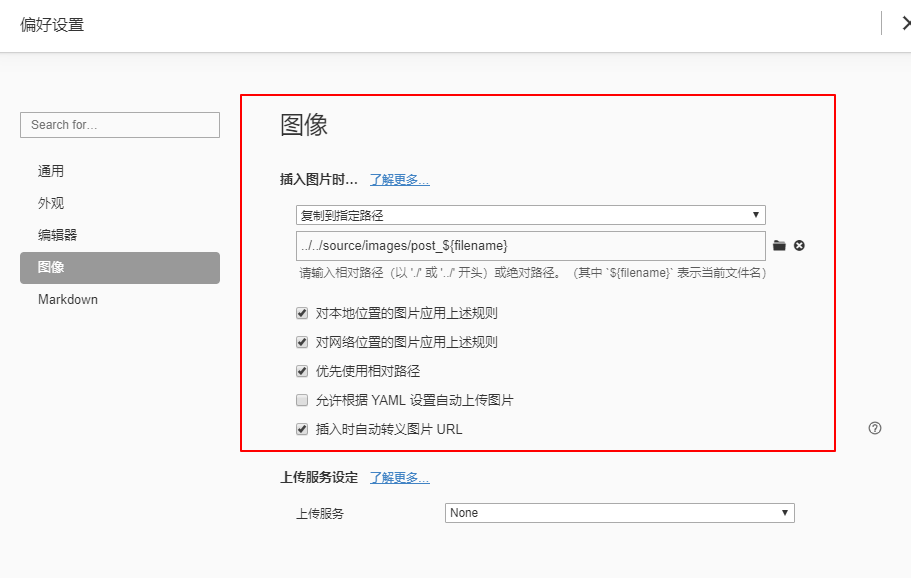 偏好设置
Search for...
通用
外观
编辑器
图像
Markdown
图像
插入图片时... 了解更多...
复制到指定路径
../../source/images/post_${filename}
请输入相对路径（以 './' 或 '../' 开头）或绝对路径。（其中 `${filename}` 表示当前文件名）
对本地位置的图片应用上述规则
对网络位置的图片应用上述规则
优先使用相对路径
允许根据 YAML 设置自动上传图片
插入时自动转义图片 URL
上传服务设定 了解更多...
上传服务 None